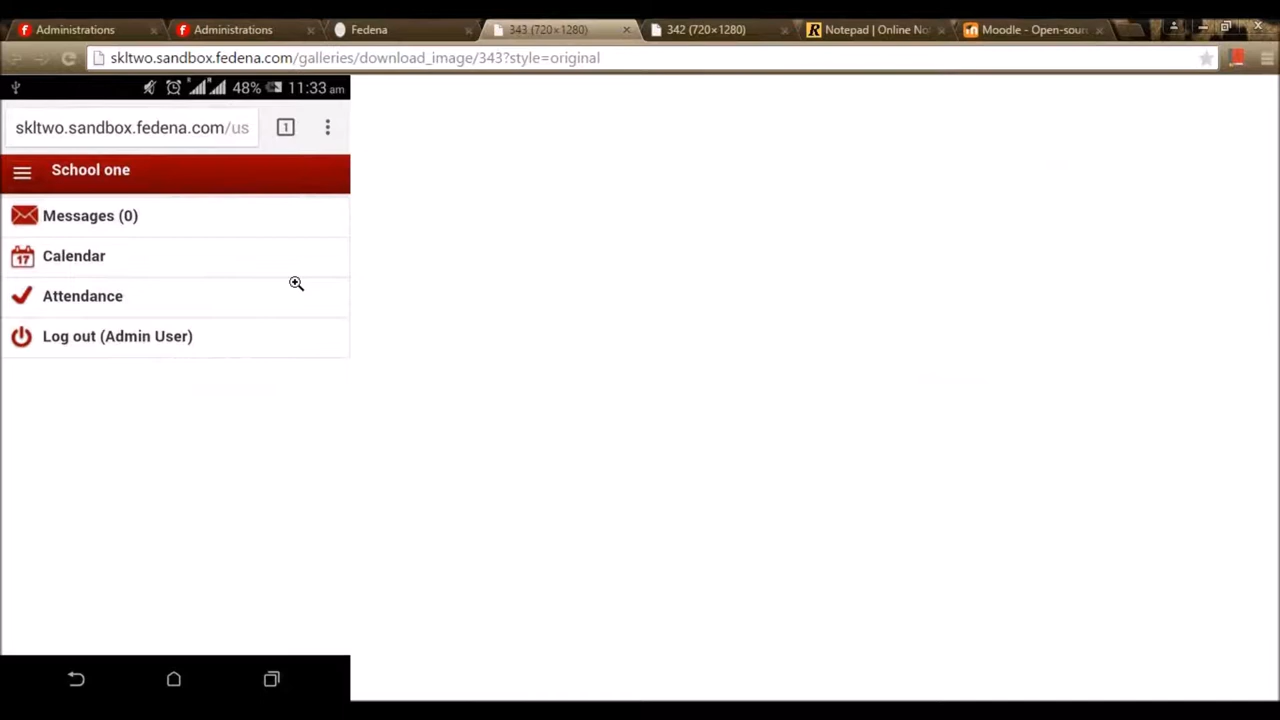 Administrations
Administrations
Fedena
343 (720×1280)
342 (720×1280)
Notepad | Online No
Moodle - Open-sour
skltwo.sandbox.fedena.com/galleries/download_image/343?style=original
48% 11:33 am
skltwo.sandbox.fedena.com/us
1
School one
Messages (0)
17
Calendar
Attendance
Log out (Admin User)